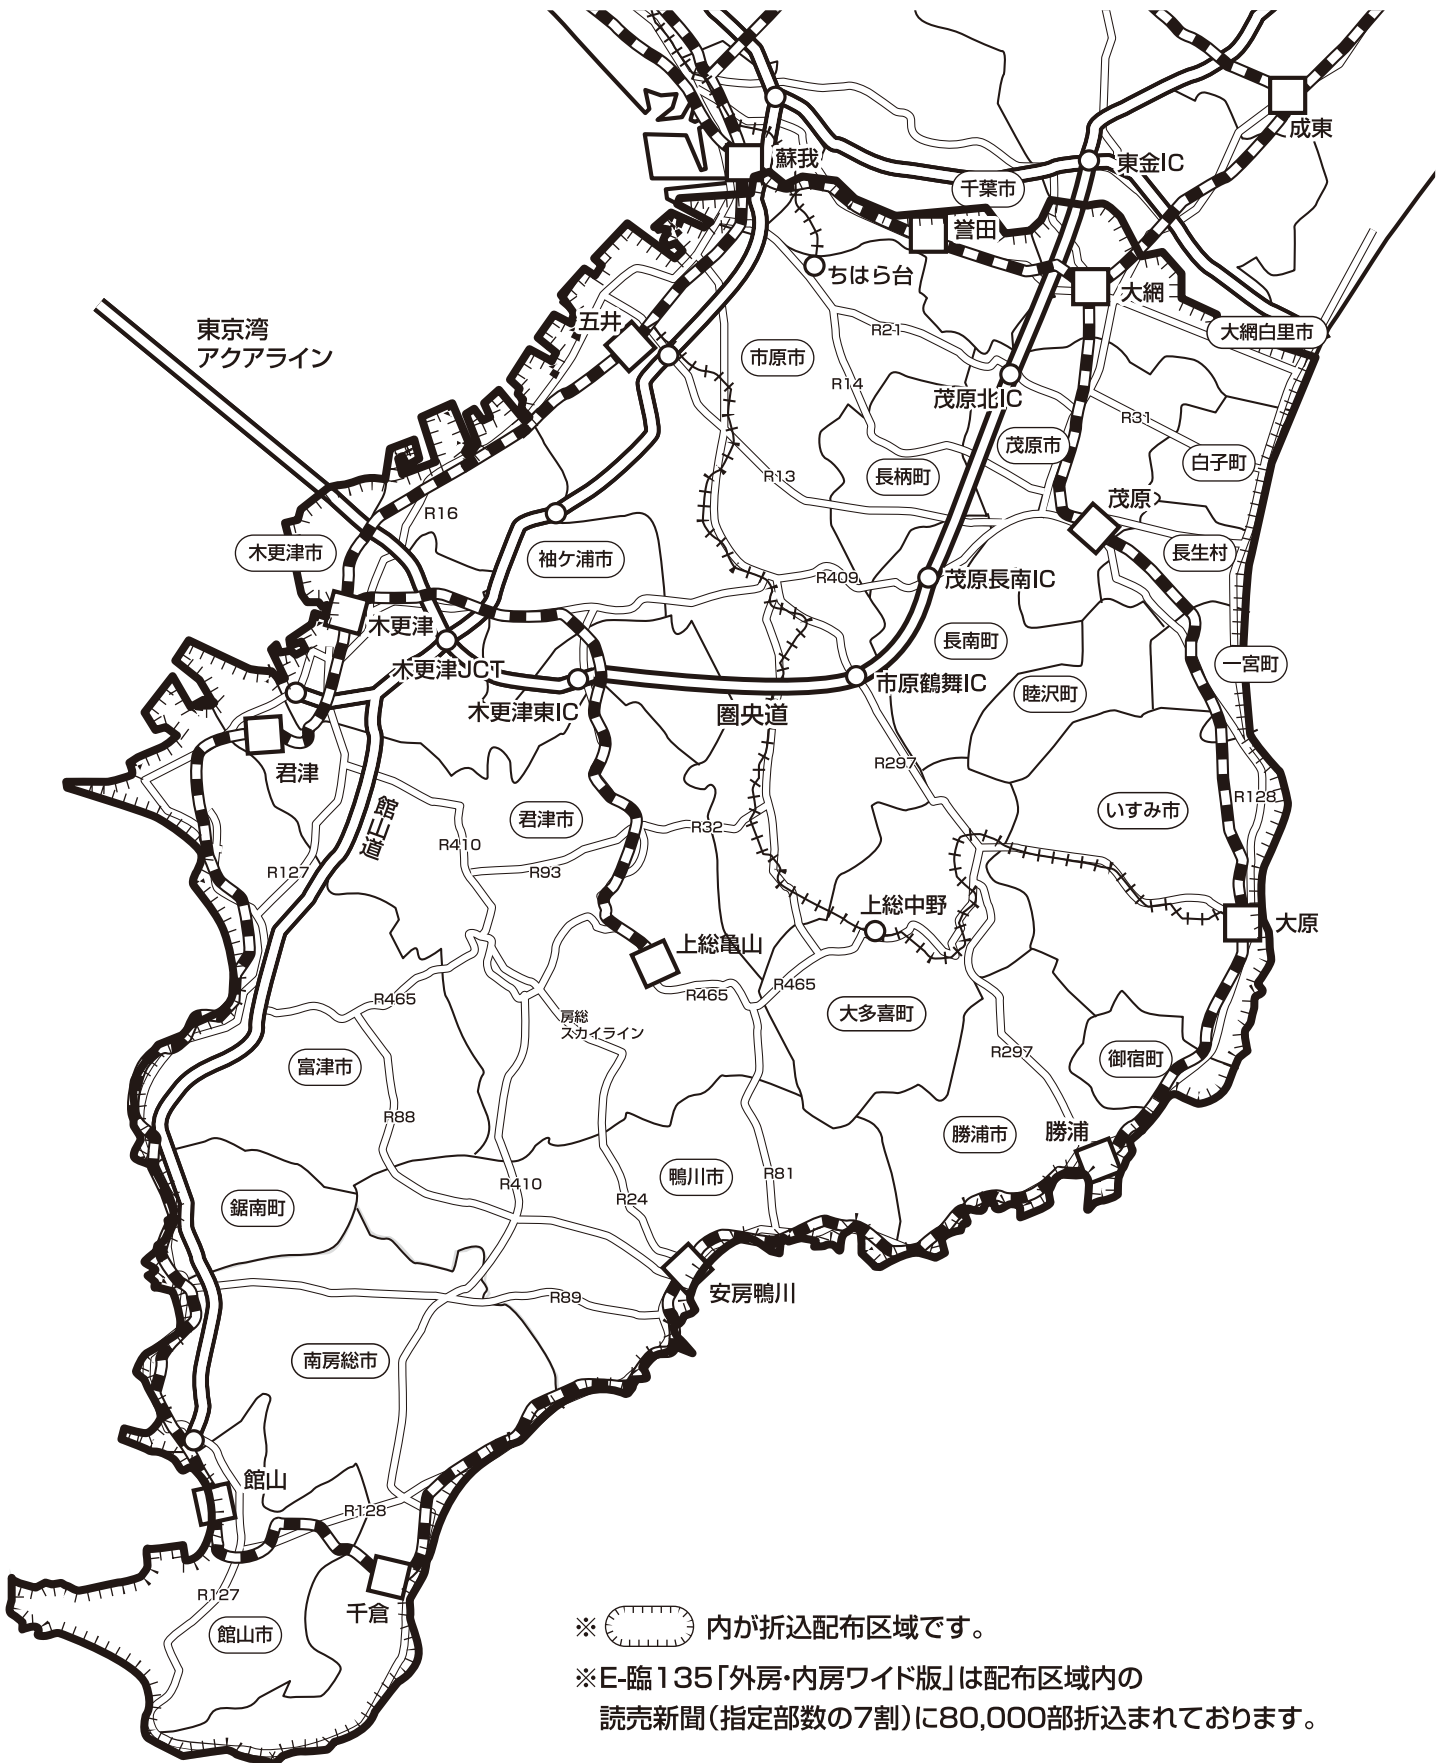 成東
蘇我
東金IC
千葉市
誉田
ちはら台
大網
東京湾
アクアライン
五井
市原市
R21
大網白里市
R14
茂原北IC
R31
茂原市
白子町
長柄町
R13
茂原
R16
木更津市
袖ケ浦市
長生村
R409
茂原長南IC
木更津
長南町
木更津JCT
一宮町
市原鶴舞IC
睦沢町
木更津東IC
圏央道
君津
R297
館山道
君津市
いすみ市
R128
R410
R32
R127
R93
上総中野
大原
上総亀山
R465
R465
R465
大多喜町
房総
スカイライン
富津市
R297
御宿町
R88
勝浦市
勝浦
鴨川市
R81
R410
R24
鋸南町
安房鴨川
R89
南房総市
館山
R128
R127
千倉
館山市
※ 内が折込配布区域です。
※E-臨135「外房・内房ワイド版」は配布区域内の
読売新聞(指定部数の7割)に80,000部折込まれております。